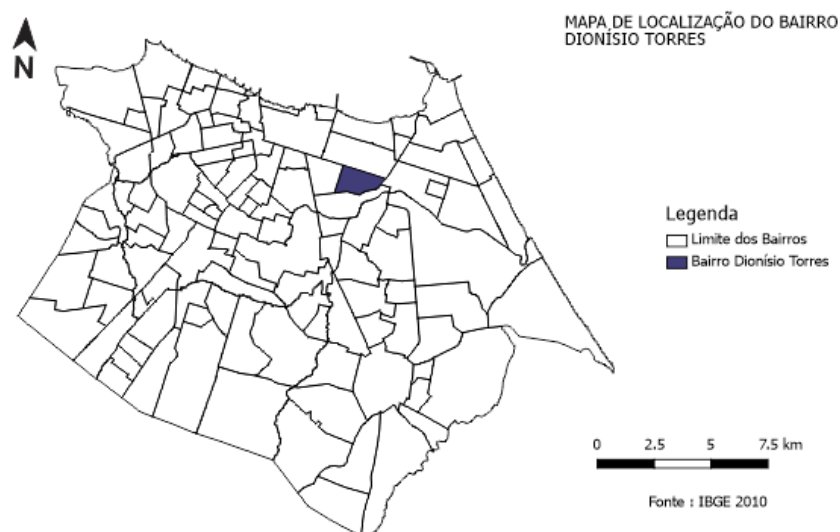 MAPA DE LOCALIZAÇÃO DO BAIRRO
DIONÍSIO TORRES
N
Legenda
Limite dos Bairros
Bairro Dionísio Torres
0 2.5 5 7.5 km
Fonte : IBGE 2010